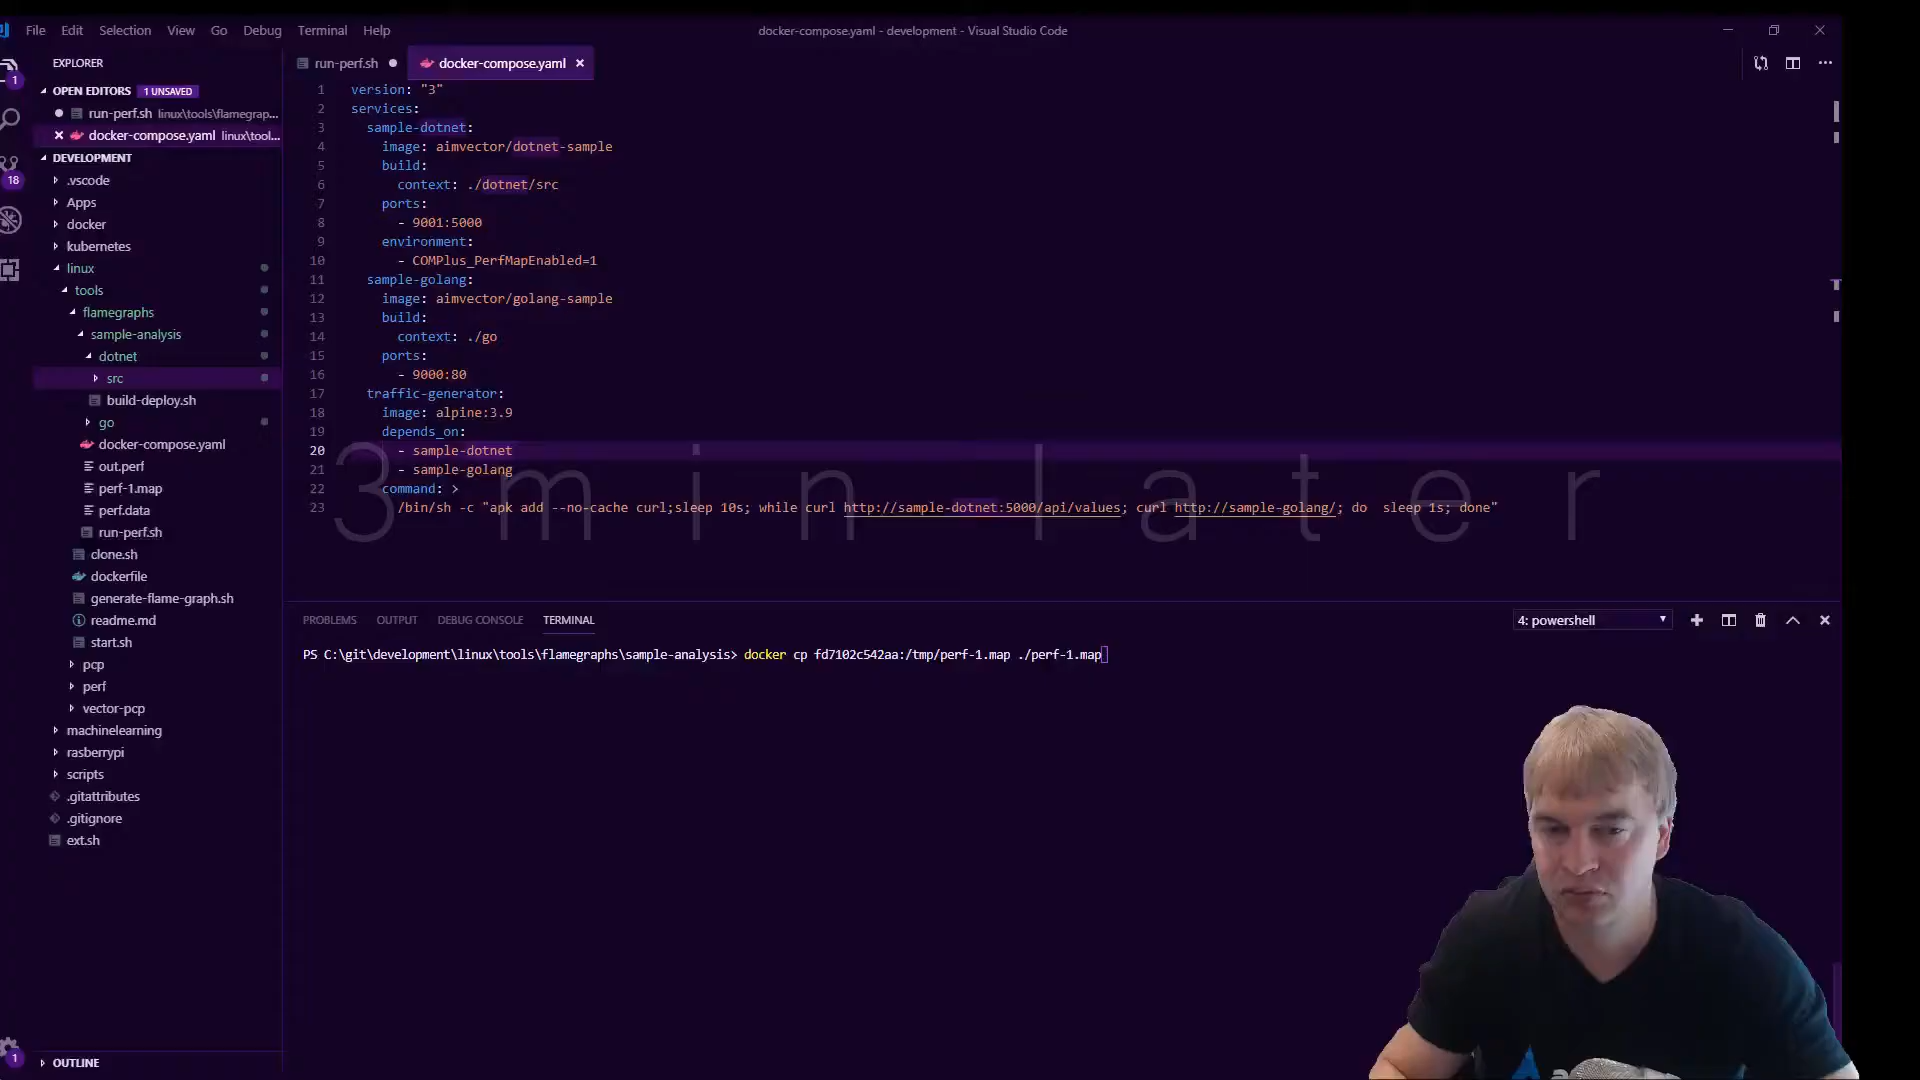 File Edit Selection View Go Debug Terminal Help
docker-compose.yaml - development - Visual Studio Code
EXPLORER
run-perf.sh
docker-compose.yaml
1
OPEN EDITORS 1 UNSAVED
run-perf.sh linux\tools\flamegrap...
docker-compose.yaml linux\tool...
DEVELOPMENT
18
.vscode
Apps
docker
kubernetes
linux
tools
flamegraphs
sample-analysis
dotnet
src
build-deploy.sh
go
docker-compose.yaml
out.perf
perf-1.map
perf.data
run-perf.sh
clone.sh
dockerfile
generate-flame-graph.sh
readme.md
start.sh
pcp
perf
vector-pcp
machinelearning
rasberrypi
scripts
.gitattributes
.gitignore
ext.sh
1
OUTLINE
1 version: "3"
2 services:
3 sample-dotnet:
4 image: aimvector/dotnet-sample
5 build:
6 context: ./dotnet/src
7 ports:
8 - 9001:5000
9 environment:
10 - COMPlus_PerfMapEnabled=1
11 sample-golang:
12 image: aimvector/golang-sample
13 build:
14 context: ./go
15 ports:
16 - 9000:80
17 traffic-generator:
18 image: alpine:3.9
19 depends_on:
20 - sample-dotnet
21 - sample-golang
22 command: >
23 /bin/sh -c "apk add --no-cache curl;sleep 10s; while curl http://sample-dotnet:5000/api/values; curl http://sample-golang/; do  sleep 1s; done"
3 min later
PROBLEMS OUTPUT DEBUG CONSOLE TERMINAL
4: powershell
PS C:\git\development\linux\tools\flamegraphs\sample-analysis> docker cp fd7102c542aa:/tmp/perf-1.map ./perf-1.map